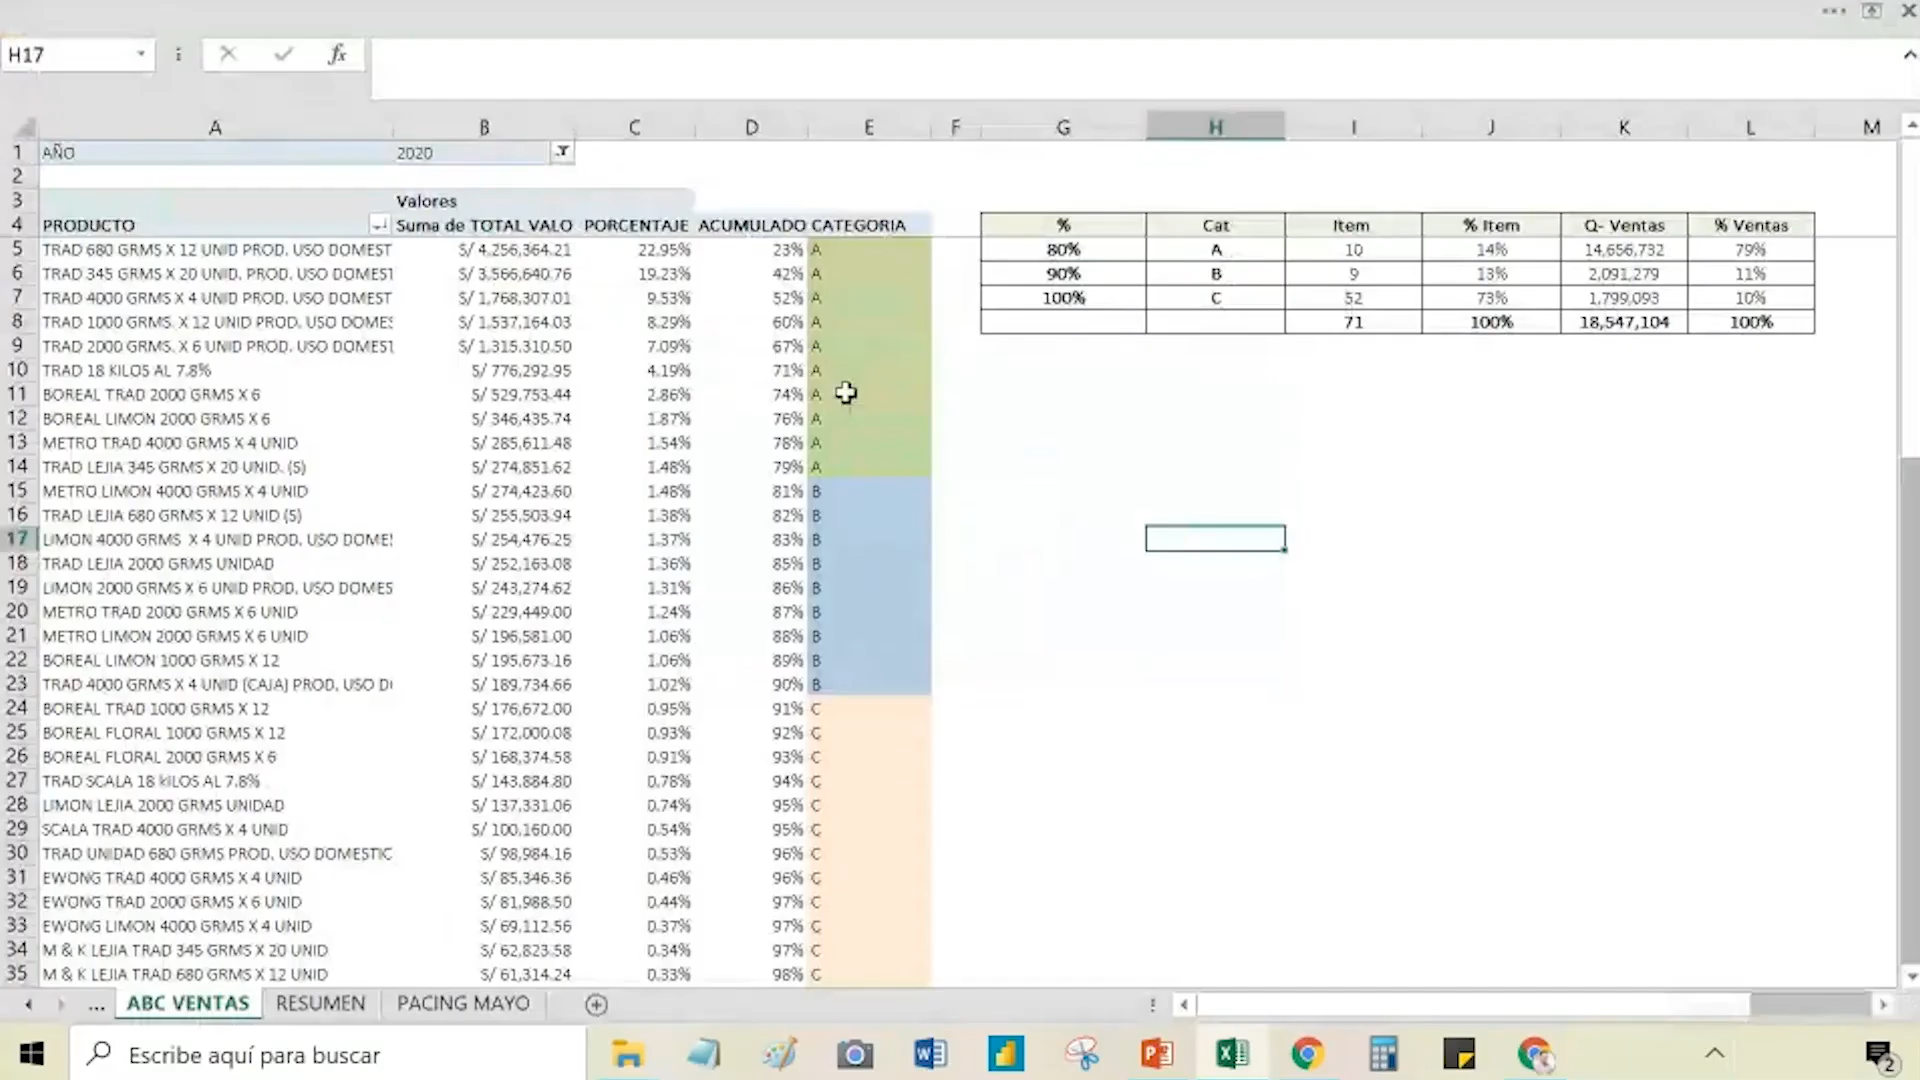 H17 fx
A B C D E F G H I J K L M
1 AÑO 2020
2
3 Valores
4 PRODUCTO Suma de TOTAL VALO PORCENTAJE ACUMULADO CATEGORIA % Cat Item % Item Q- Ventas % Ventas
5 TRAD 680 GRMS X 12 UNID PROD. USO DOMEST S/ 4,256,364.21 22.95% 23% A 80% A 10 14% 14,656,732 79%
6 TRAD 345 GRMS X 20 UNID. PROD. USO DOMEST S/ 3,566,640.76 19.23% 42% A 90% B 9 13% 2,091,279 11%
7 TRAD 4000 GRMS X 4 UNID PROD. USO DOMEST S/ 1,768,307.01 9.53% 52% A 100% C 52 73% 1,799,093 10%
8 TRAD 1000 GRMS. X 12 UNID PROD. USO DOMES S/ 1,537,164.03 8.29% 60% A 71 100% 18,547,104 100%
9 TRAD 2000 GRMS. X 6 UNID PROD. USO DOMEST S/ 1,315,310.50 7.09% 67% A
10 TRAD 18 KILOS AL 7.8% S/ 776,292.95 4.19% 71% A
11 BOREAL TRAD 2000 GRMS X 6 S/ 529,753.44 2.86% 74% A
12 BOREAL LIMON 2000 GRMS X 6 S/ 346,435.74 1.87% 76% A
13 METRO TRAD 4000 GRMS X 4 UNID S/ 285,611.48 1.54% 78% A
14 TRAD LEJIA 345 GRMS X 20 UNID. (S) S/ 274,851.62 1.48% 79% A
15 METRO LIMON 4000 GRMS X 4 UNID S/ 274,423.60 1.48% 81% B
16 TRAD LEJIA 680 GRMS X 12 UNID (S) S/ 255,503.94 1.38% 82% B
17 LIMON 4000 GRMS X 4 UNID PROD. USO DOMES S/ 254,476.25 1.37% 83% B
18 TRAD LEJIA 2000 GRMS UNIDAD S/ 252,163.08 1.36% 85% B
19 LIMON 2000 GRMS X 6 UNID PROD. USO DOMES S/ 243,274.62 1.31% 86% B
20 METRO TRAD 2000 GRMS X 6 UNID S/ 229,449.00 1.24% 87% B
21 METRO LIMON 2000 GRMS X 6 UNID S/ 196,581.00 1.06% 88% B
22 BOREAL LIMON 1000 GRMS X 12 S/ 195,673.16 1.06% 89% B
23 TRAD 4000 GRMS X 4 UNID (CAJA) PROD. USO D S/ 189,734.66 1.02% 90% B
24 BOREAL TRAD 1000 GRMS X 12 S/ 176,672.00 0.95% 91% C
25 BOREAL FLORAL 1000 GRMS X 12 S/ 172,000.08 0.93% 92% C
26 BOREAL FLORAL 2000 GRMS X 6 S/ 168,374.58 0.91% 93% C
27 TRAD SCALA 18 KILOS AL 7.8% S/ 143,884.80 0.78% 94% C
28 LIMON LEJIA 2000 GRMS UNIDAD S/ 137,331.06 0.74% 95% C
29 SCALA TRAD 4000 GRMS X 4 UNID S/ 100,160.00 0.54% 95% C
30 TRAD UNIDAD 680 GRMS PROD. USO DOMESTIC S/ 98,984.16 0.53% 96% C
31 EWONG TRAD 4000 GRMS X 4 UNID S/ 85,346.36 0.46% 96% C
32 EWONG TRAD 2000 GRMS X 6 UNID S/ 81,988.50 0.44% 97% C
33 EWONG LIMON 4000 GRMS X 4 UNID S/ 69,112.56 0.37% 97% C
34 M & K LEJIA TRAD 345 GRMS X 20 UNID S/ 62,823.58 0.34% 97% C
35 M & K LEJIA TRAD 680 GRMS X 12 UNID S/ 61,314.24 0.33% 98% C
... ABC VENTAS RESUMEN PACING MAYO
Escribe aquí para buscar 2